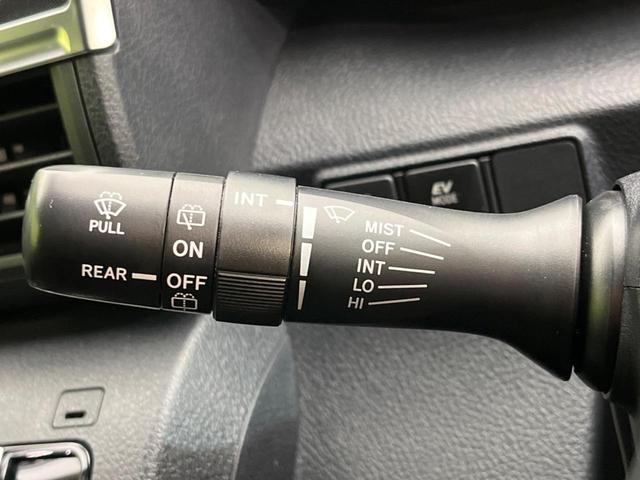 PULL
REAR
ON
OFF
INT
MIST
OFF
INT
LO
HI
EV
MODE